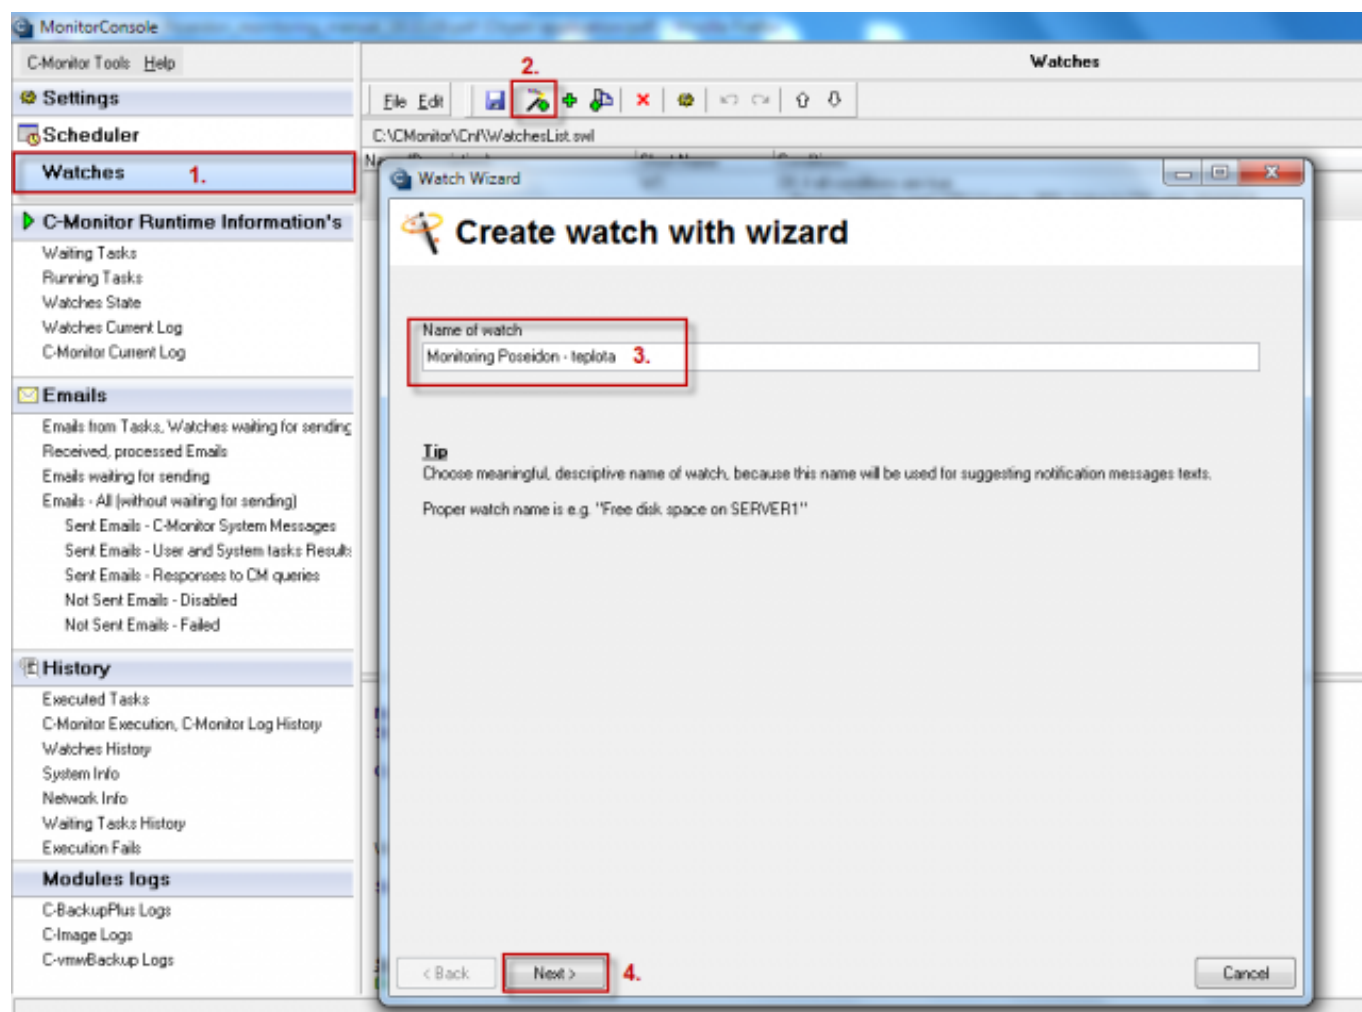 MonitorConsole
C-Monitor Tools Help
Watches
2.
Settings
File Edit
Scheduler
C:\CMonitor\Cnf\WatchesList.swl
Watches 1.
Watch Wizard
Create watch with wizard
C-Monitor Runtime Information's
Waiting Tasks
Running Tasks
Watches State
Watches Current Log
C-Monitor Current Log
Name of watch
Monitoring Poseidon - teplota 3.
Emails
Emails from Tasks, Watches waiting for sending
Received, processed Emails
Emails waiting for sending
Emails - All (without waiting for sending)
Sent Emails - C-Monitor System Messages
Sent Emails - User and System tasks Results
Sent Emails - Responses to CM queries
Not Sent Emails - Disabled
Not Sent Emails - Failed
Tip
Choose meaningful, descriptive name of watch, because this name will be used for suggesting notification messages texts.
Proper watch name is e.g. "Free disk space on SERVER1"
History
Executed Tasks
C-Monitor Execution, C-Monitor Log History
Watches History
System Info
Network Info
Waiting Tasks History
Execution Fails
Modules logs
C-BackupPlus Logs
C-Image Logs
C-vmwBackup Logs
< Back
Next > 4.
Cancel